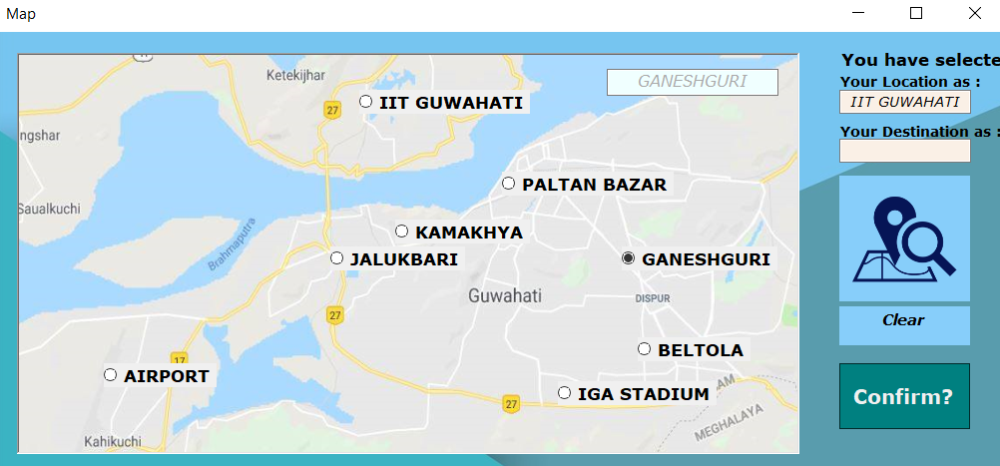 Map
Ketekijhar
GANESHGURI
27
IIT GUWAHATI
ngshar
PALTAN BAZAR
Saualkuchi
KAMAKHYA
Brahmaputra
JALUKBARI
GANESHGURI
Guwahati
DISPUR
27
BELTOLA
17
AIRPORT
IGA STADIUM
AM
27
MEGHALAYA
Kahikuchi
You have selecte
Your Location as :
IIT GUWAHATI
Your Destination as :
Clear
Confirm?